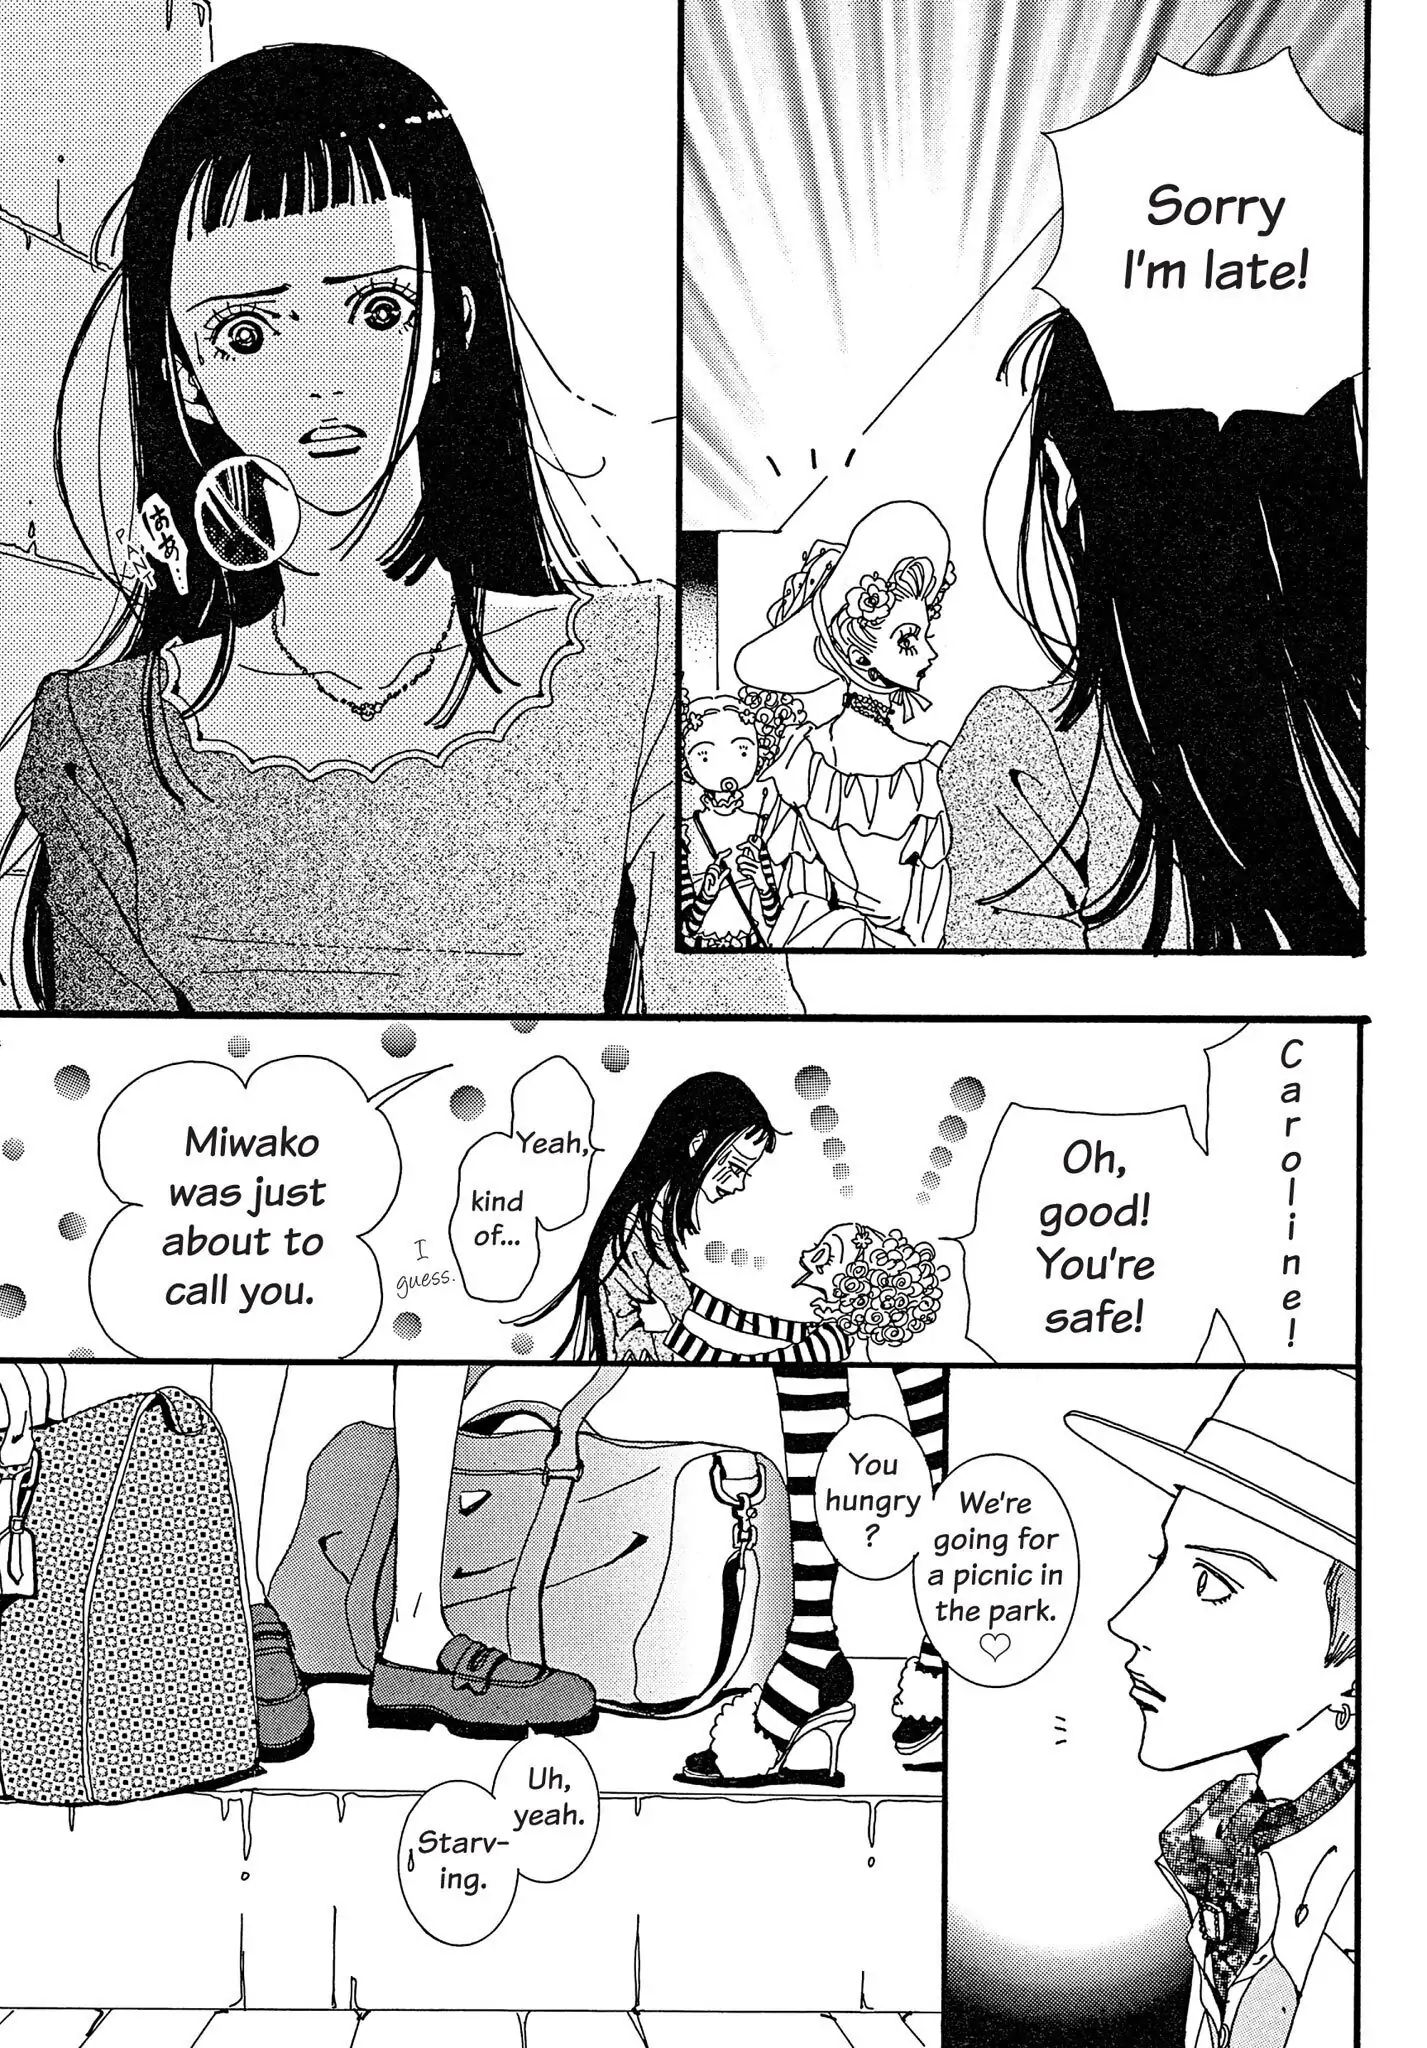 Sorry
I'm late!
はあ…
PANT
Caroline!
Oh,
good!
You're
safe!
Yeah,
kind
of...
I
guess.
Miwako
was just
about to
call you.
We're
going for
a picnic in
the park.
♡
You
hungry
?
Uh,
yeah.
Starv-
ing.